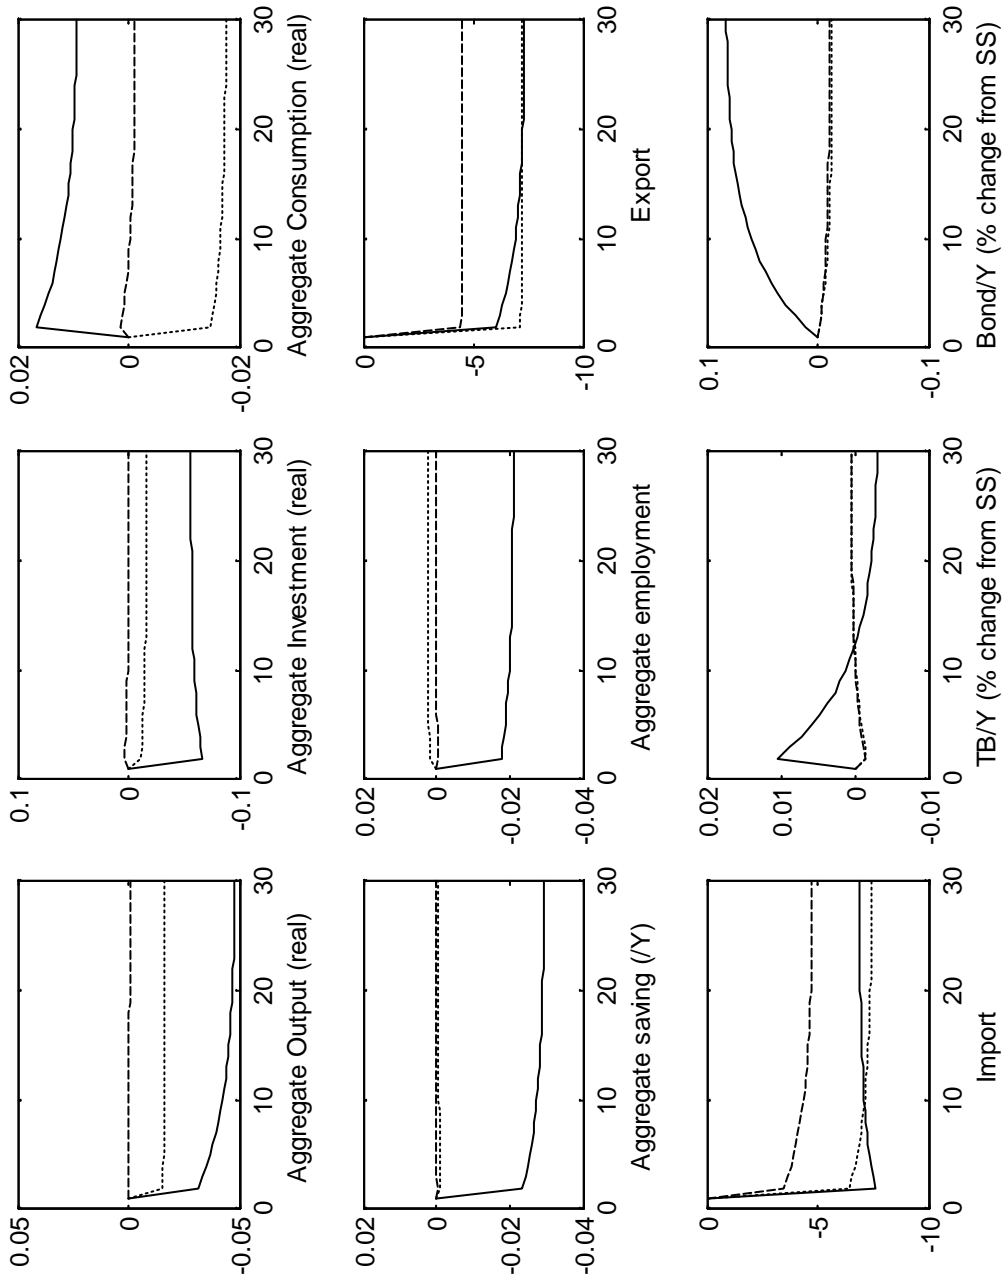 0.05
0
-0.05
0 10 20 30
Aggregate Output (real)
0.1
0
-0.1
0 10 20 30
Aggregate Investment (real)
0.02
0
-0.02
0 10 20 30
Aggregate Consumption (real)
0.02
0
-0.02
-0.04
0 10 20 30
Aggregate saving (/Y)
0.02
0
-0.02
-0.04
0 10 20 30
Aggregate employment
0
-5
-10
0 10 20 30
Export
0
-5
-10
0 10 20 30
Import
0.02
0.01
0
-0.01
0 10 20 30
TB/Y (% change from SS)
0.1
0
-0.1
0 10 20 30
Bond/Y (% change from SS)